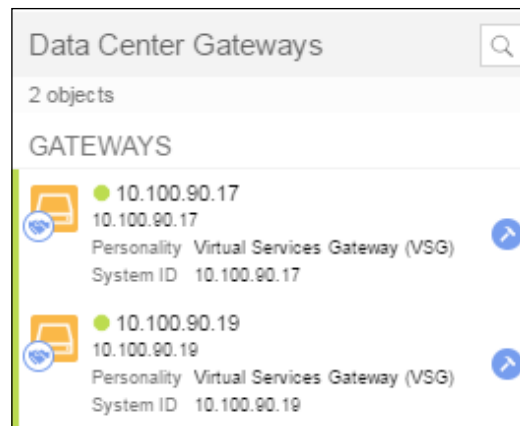 Data Center Gateways
2 objects
GATEWAYS
10.100.90.17
10.100.90.17
Personality Virtual Services Gateway (VSG)
System ID 10.100.90.17
10.100.90.19
10.100.90.19
Personality Virtual Services Gateway (VSG)
System ID 10.100.90.19